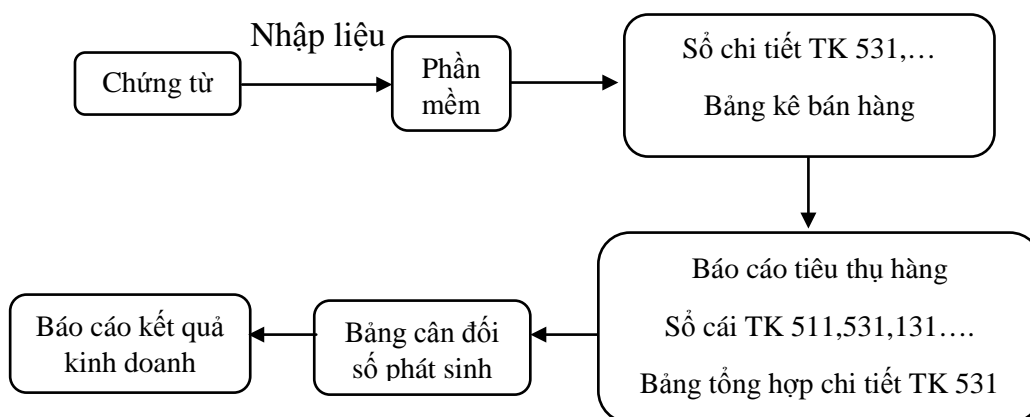 Nhập liệu
Chứng từ
Phần
mềm
Sổ chi tiết TK 531,…
Bảng kê bán hàng
Báo cáo tiêu thụ hàng
Sổ cái TK 511,531,131….
Bảng tổng hợp chi tiết TK 531
Bảng cân đối
số phát sinh
Báo cáo kết quả
kinh doanh